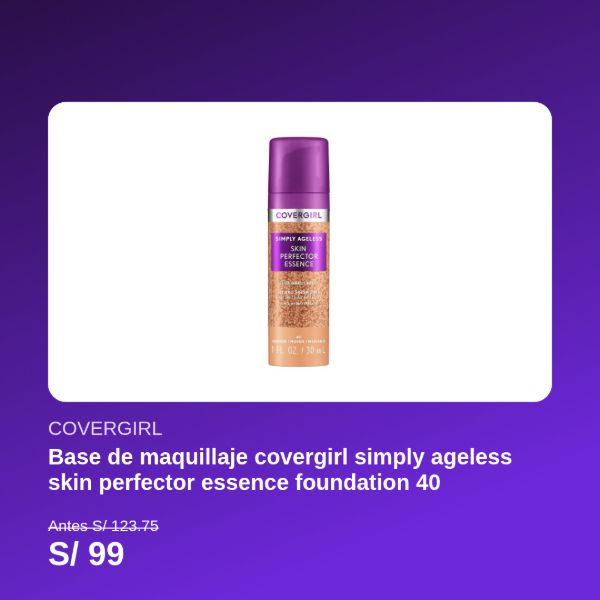 COVERGIRL
SIMPLY AGELESS
SKIN
PERFECTOR
ESSENCE
1 FL OZ. / 30 mL
COVERGIRL
Base de maquillaje covergirl simply ageless
skin perfector essence foundation 40
Antes S/ 123.75
S/ 99